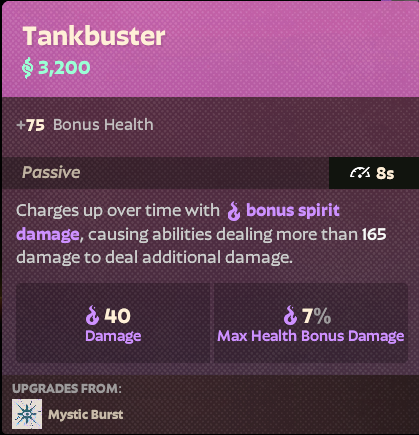 Tankbuster
3,200
+75 Bonus Health
Passive
8s
Charges up over time with bonus spirit
damage, causing abilities dealing more than 165
damage to deal additional damage.
40
Damage
7%
Max Health Bonus Damage
UPGRADES FROM:
Mystic Burst